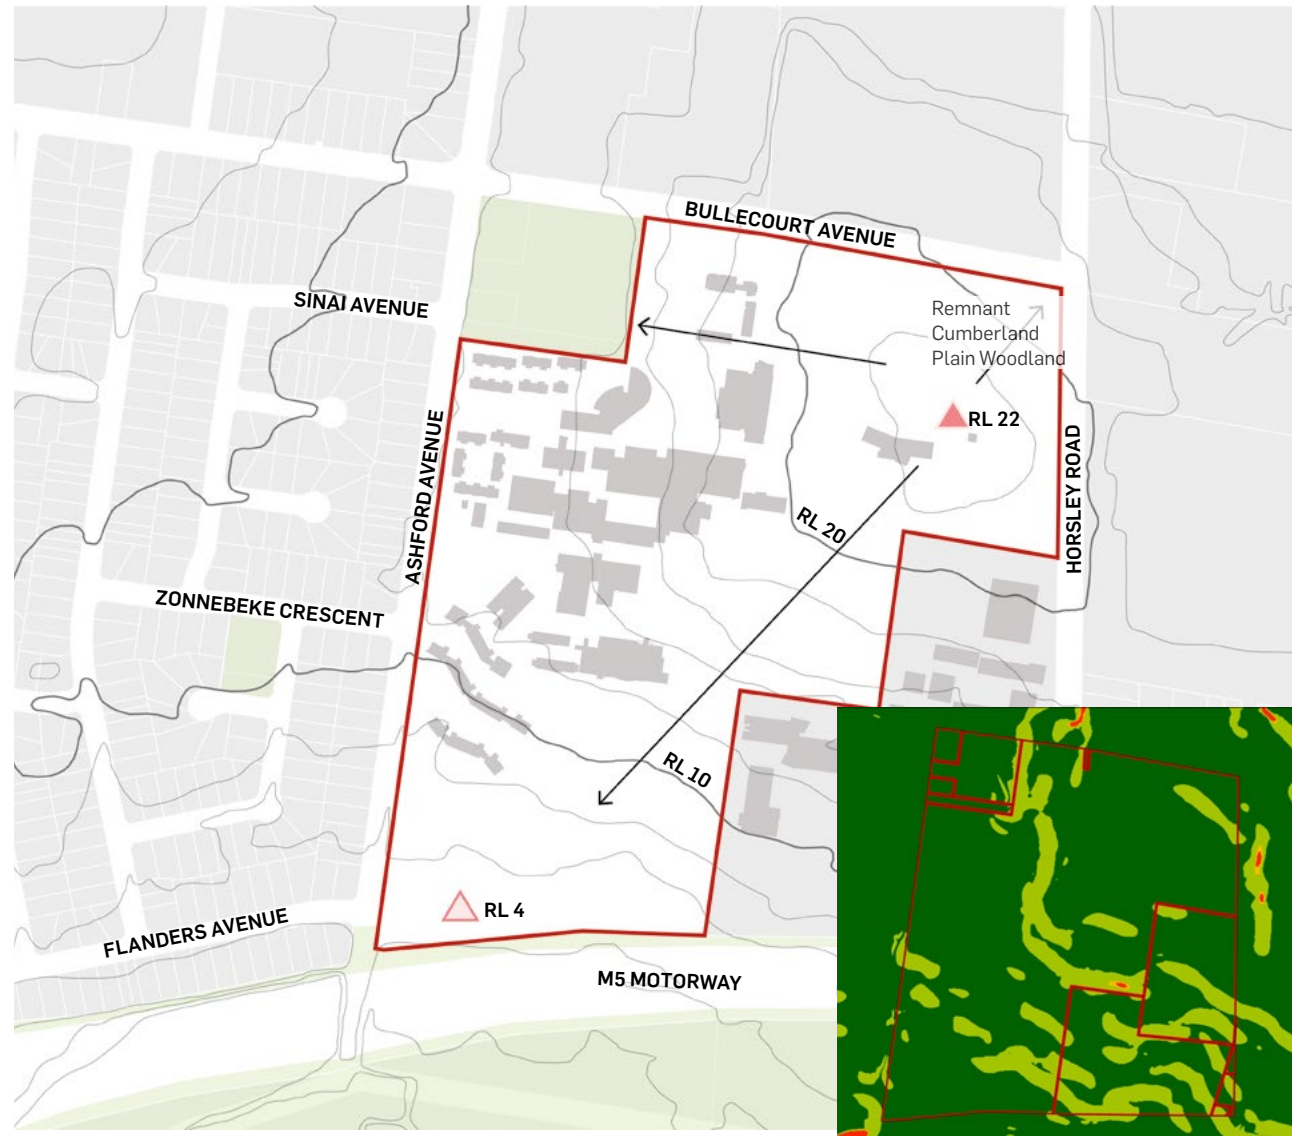 BULLECOURT AVENUE
SINAI AVENUE
Remnant
Cumberland
Plain Woodland
RL 22
ASHFORD AVENUE
HORSLEY ROAD
RL 20
ZONNEBEKE CRESCENT
RL 10
RL 4
FLANDERS AVENUE
M5 MOTORWAY